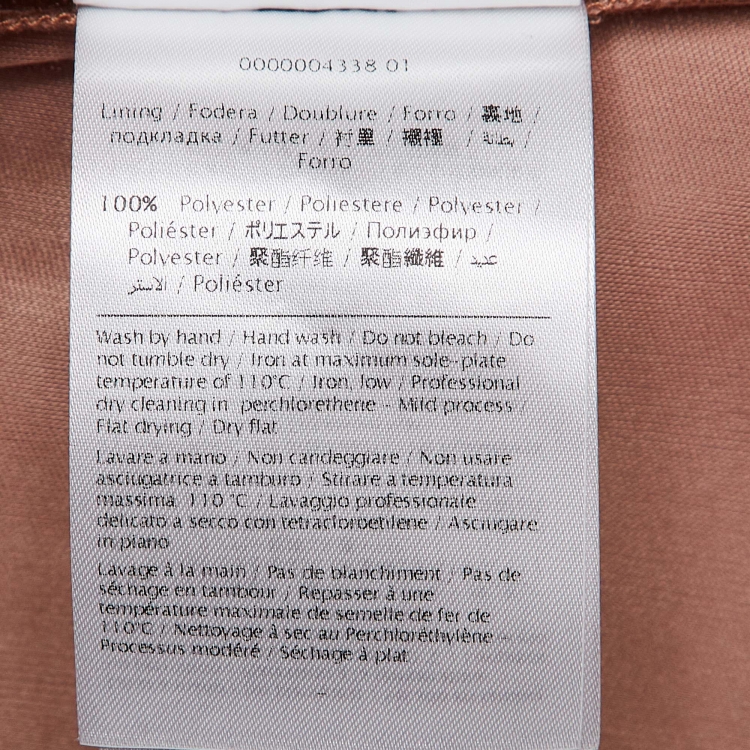 0000004338 01
Lining / Fodera / Doublure / Forro / 裏地 /
подкладка / Futter / 衬里 / 襯裡 / بطانة /
Forro
100% Polyester / Poliestere / Polyester /
Poliéster / ポリエステル / Полиэфир /
Polyester / 聚酯纤维 / 聚酯纖維 /
/ Poliéster
Wash by hand / Hand wash / Do not bleach / Do
not tumble dry / Iron at maximum sole-plate
temperature of 110°C / Iron, low / Professional
dry cleaning in perchlorethene - Mild process /
Flat drying / Dry flat
Lavare a mano / Non candeggiare / Non usare
asciugatrice a tamburo / Stirare a temperatura
massima 110 °C / Lavaggio professionale
delicato a secco con tetracloroetilene / Asciugare
in piano
Lavage à la main / Pas de blanchiment / Pas de
séchage en tambour / Repasser à une
température maximale de semelle de fer de
110°C / Nettoyage à sec au Perchloréthylène -
Processus modéré / Séchage à plat